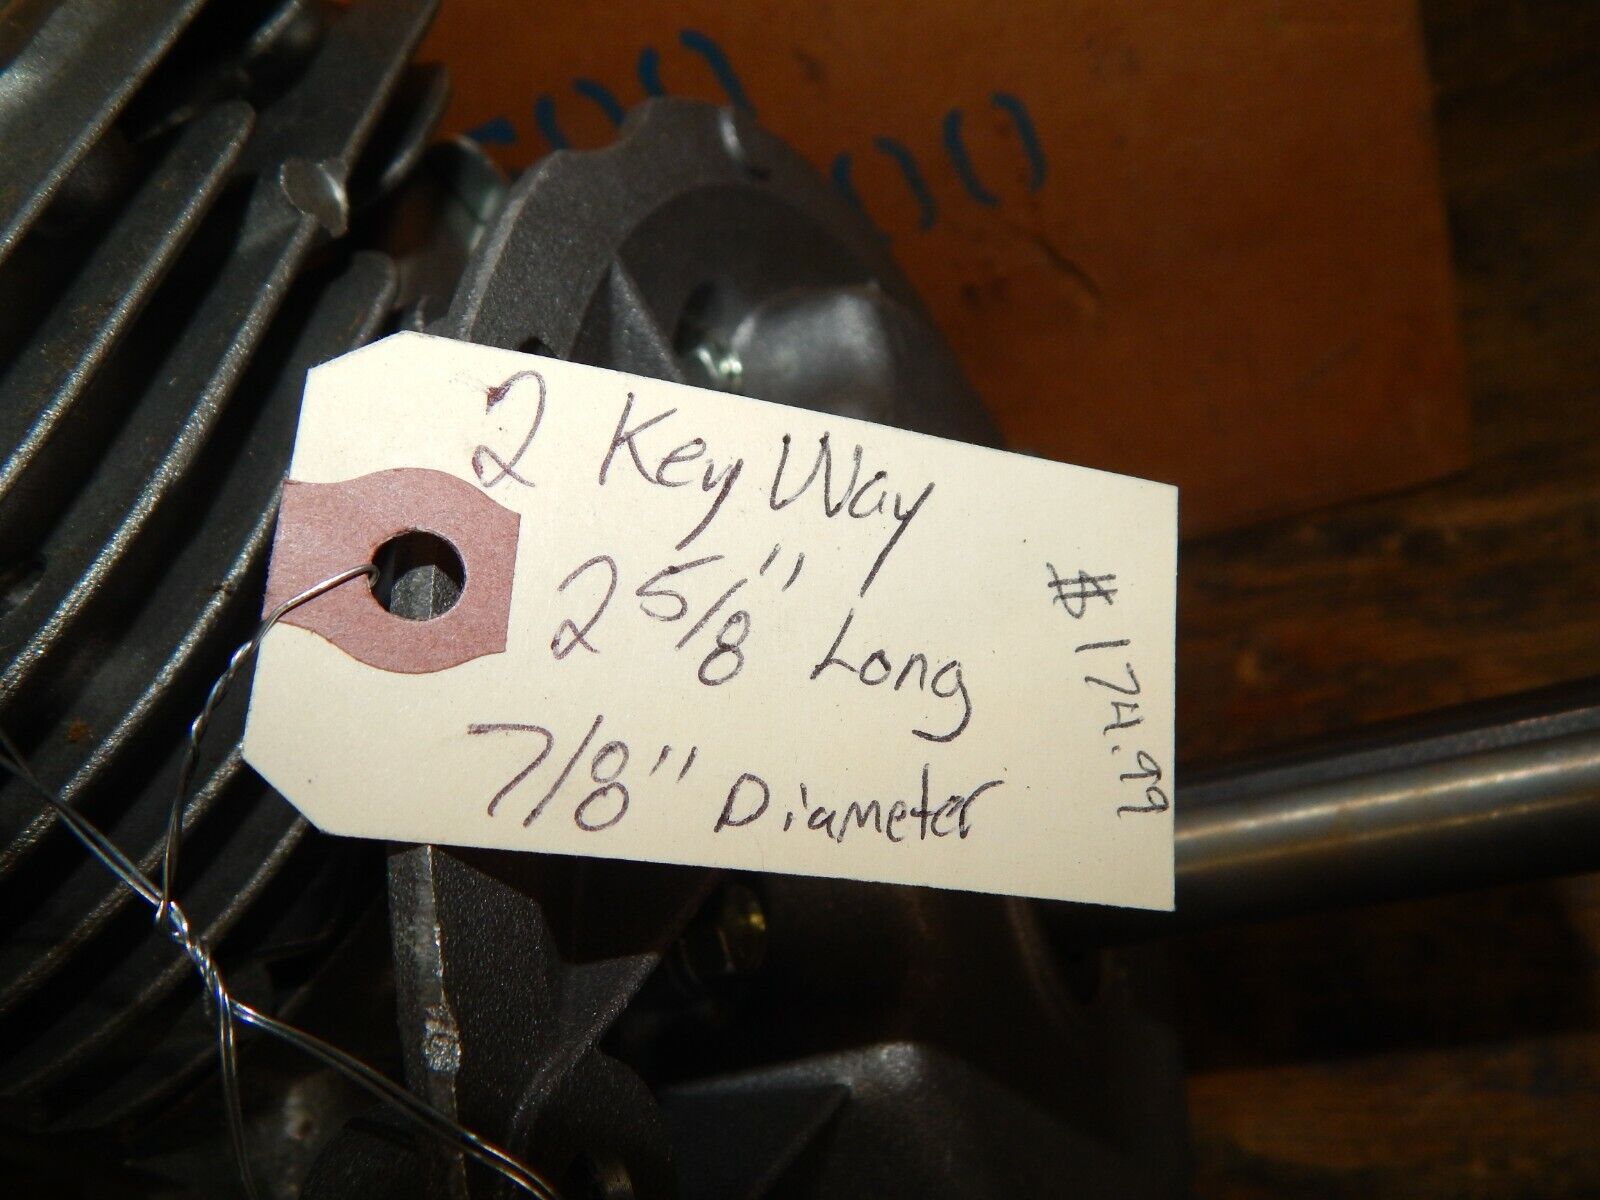 2 Key Way
2 5/8" Long
7/8" Diameter
$174.99